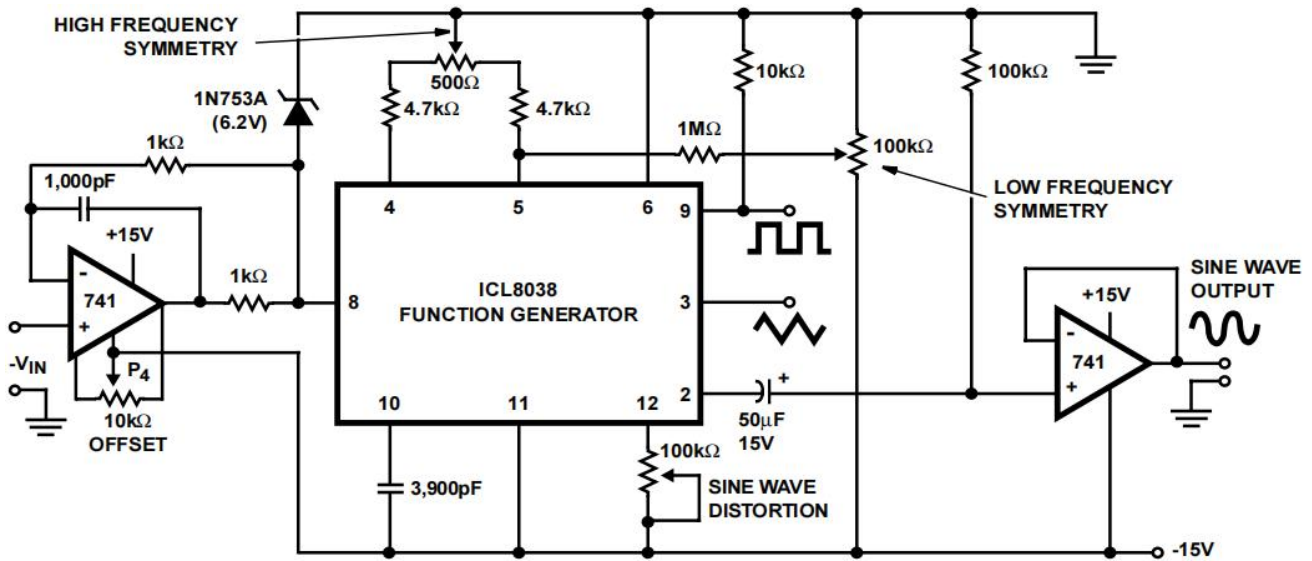 HIGH FREQUENCY
SYMMETRY
500Ω
1N753A
(6.2V)
4.7kΩ
4.7kΩ
10kΩ
100kΩ
1kΩ
1MΩ
100kΩ
1,000pF
LOW FREQUENCY
SYMMETRY
4
5
6
9
+15V
-
741
+
1kΩ
8
ICL8038
FUNCTION GENERATOR
3
SINE WAVE
OUTPUT
+15V
-
741
+
-VIN
P4
10kΩ
OFFSET
10
11
12
2
+
50µF
15V
100kΩ
3,900pF
SINE WAVE
DISTORTION
-15V